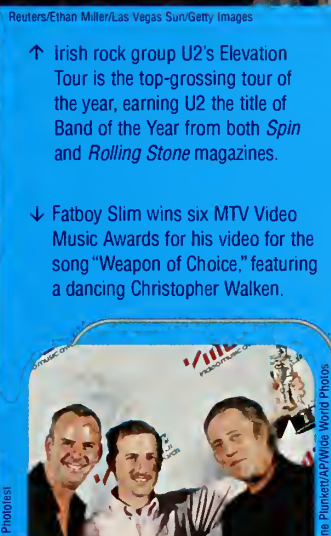 Reuters/Ethan Miller/Las Vegas Sun/Getty Images
↑ Irish rock group U2's Elevation
Tour is the top-grossing tour of
the year, earning U2 the title of
Band of the Year from both Spin
and Rolling Stone magazines.
↓ Fatboy Slim wins six MTV Video
Music Awards for his video for the
song "Weapon of Choice," featuring
a dancing Christopher Walken.
video music
Plunkett/AP/Wide World Photos
Photofest